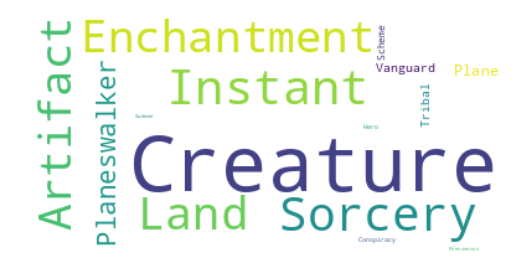 Enchantment
Scheme
Artifact
Planeswalker
Instant
Vanguard
Plane
Tribal
Summon
Hero
Creature
Land
Sorcery
Conspiracy
Phenomenon